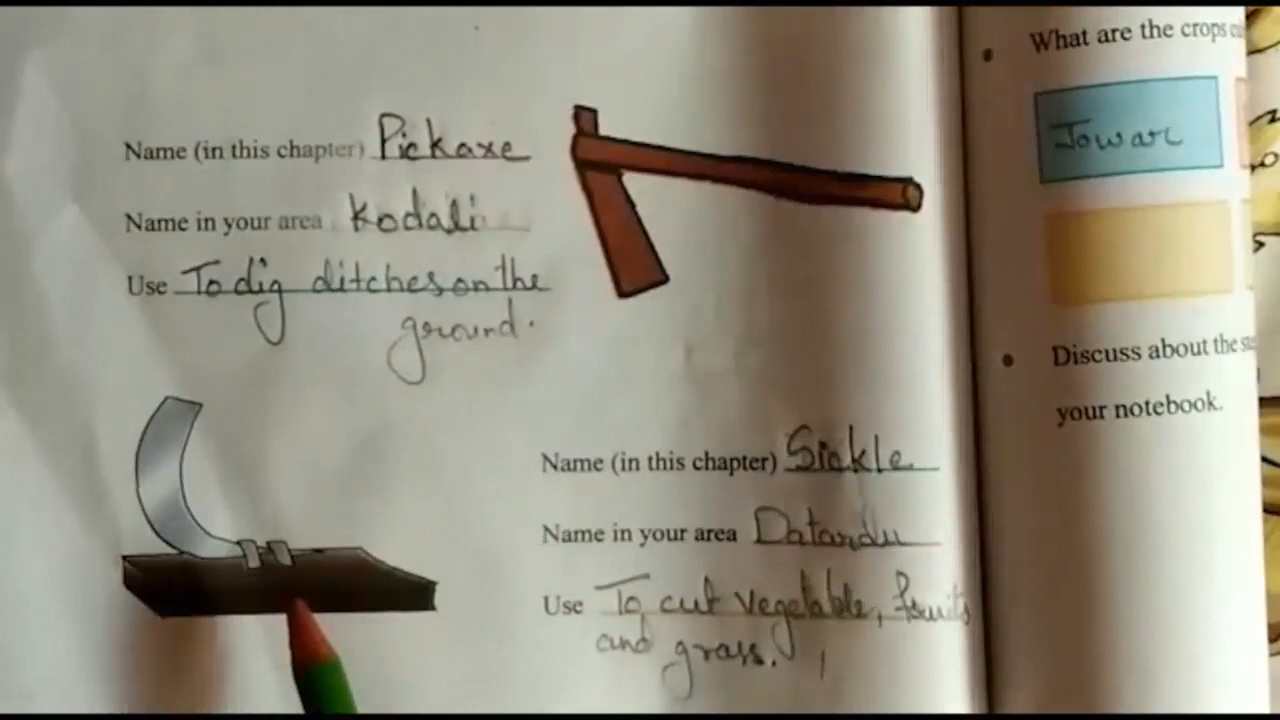 Name (in this chapter) Pickaxe
Name in your area Kodali
Use To dig ditches on the
ground.
Name (in this chapter) Sickle
Name in your area Datardu
Use To cut vegetable, fruits
and grass.
What are the crops
Jowar
Discuss about the
your notebook.